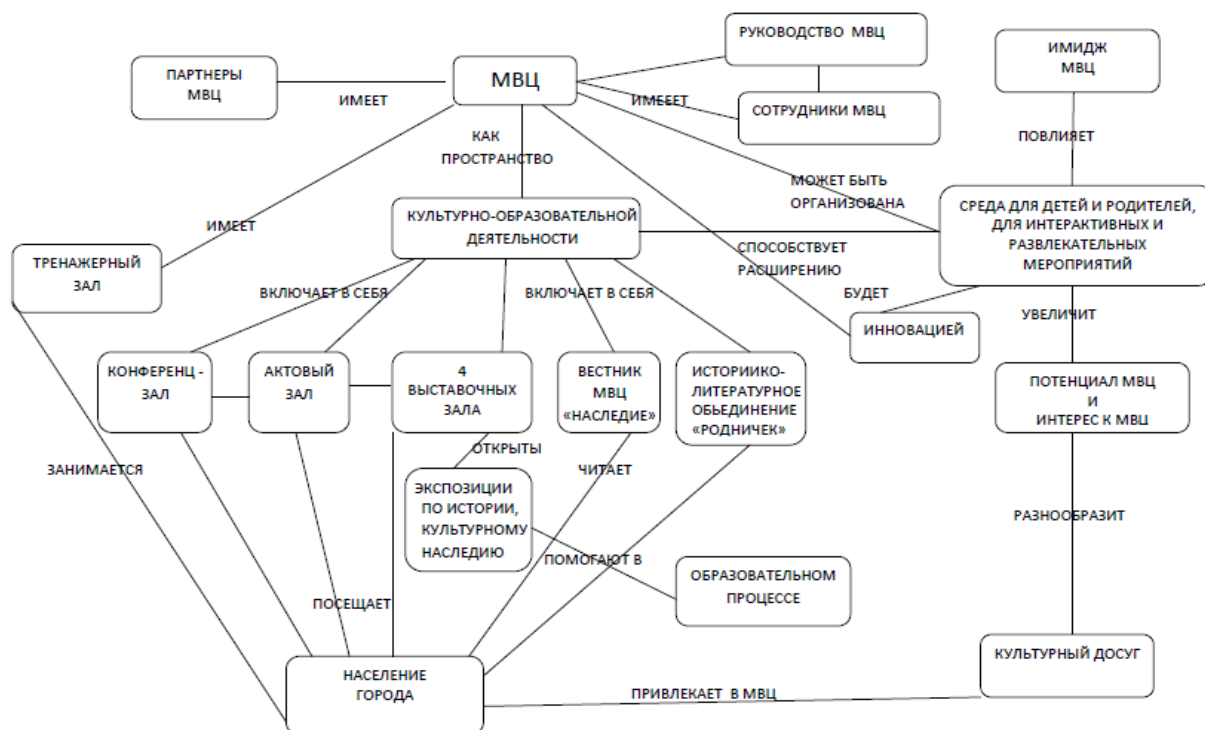 РУКОВОДСТВО МВЦ
ИМИДЖ
МВЦ
ПАРТНЕРЫ
МВЦ
МВЦ
ИМЕЕТ
ИМЕЕЕТ
СОТРУДНИКИ МВЦ
КАК
ПРОСТРАНСТВО
ПОВЛИЯЕТ
МОЖЕТ БЫТЬ
ОРГАНИЗОВАНА
КУЛЬТУРНО-ОБРАЗОВАТЕЛЬНОЙ
ДЕЯТЕЛЬНОСТИ
СРЕДА ДЛЯ ДЕТЕЙ И РОДИТЕЛЕЙ,
ДЛЯ ИНТЕРАКТИВНЫХ И
РАЗВЛЕКАТЕЛЬНЫХ
МЕРОПРИЯТИЙ
ИМЕЕТ
ТРЕНАЖЕРНЫЙ
ЗАЛ
СПОСОБСТВУЕТ
РАСШИРЕНИЮ
ВКЛЮЧАЕТ В СЕБЯ
ВКЛЮЧАЕТ В СЕБЯ
БУДЕТ
УВЕЛИЧИТ
ИННОВАЦИЕЙ
КОНФЕРЕНЦ -
ЗАЛ
АКТОВЫЙ
ЗАЛ
4
ВЫСТАВОЧНЫХ
ЗАЛА
ВЕСТНИК
МВЦ
«НАСЛЕДИЕ»
ИСТОРИИКО-
ЛИТЕРАТУРНОЕ
ОБЬЕДИНЕНИЕ
«РОДНИЧЕК»
ПОТЕНЦИАЛ МВЦ
И
ИНТЕРЕС К МВЦ
ЗАНИМАЕТСЯ
ОТКРЫТЫ
ЧИТАЕТ
ЭКСПОЗИЦИИ
ПО ИСТОРИИ,
КУЛЬТУРНОМУ
НАСЛЕДИЮ
РАЗНООБРАЗИТ
ПОМОГАЮТ В
ОБРАЗОВАТЕЛЬНОМ
ПРОЦЕССЕ
ПОСЕЩАЕТ
НАСЕЛЕНИЕ
ГОРОДА
КУЛЬТУРНЫЙ ДОСУГ
ПРИВЛЕКАЕТ В МВЦ